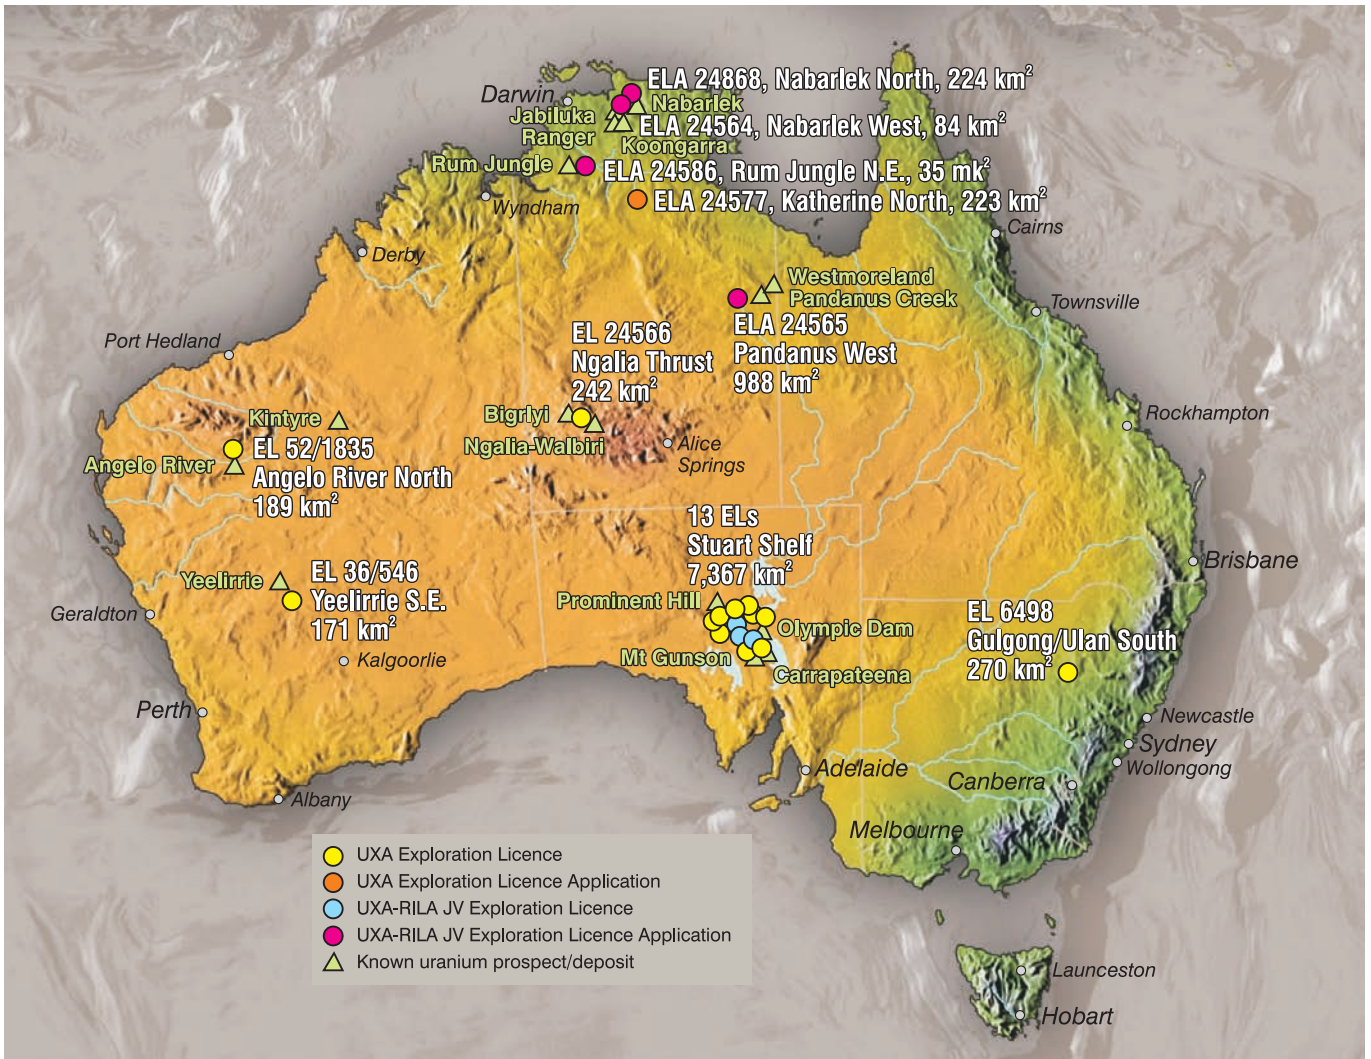 ELA 24868, Nabarlek North, 224 km²
Darwin
Nabarlek
Jabiluka
ELA 24564, Nabarlek West, 84 km²
Ranger
Koongarra
Rum Jungle
ELA 24586, Rum Jungle N.E., 35 mk²
Wyndham
ELA 24577, Katherine North, 223 km²
Cairns
Derby
Westmoreland
Pandanus Creek
Townsville
EL 24566
Ngalia Thrust
242 km²
ELA 24565
Pandanus West
988 km²
Port Hedland
Kintyre
Bigrlyi
Ngalia-Walbiri
Alice
Springs
Rockhampton
EL 52/1835
Angelo River North
189 km²
Angelo River
13 ELs
Stuart Shelf
7,367 km²
Brisbane
Yeelirrie
EL 36/546
Yeelirrie S.E.
171 km²
Geraldton
Kalgoorlie
Prominent Hill
Olympic Dam
Mt Gunson
Carrapateena
EL 6498
Gulgong/Ulan South
270 km²
Perth
Newcastle
Sydney
Wollongong
Adelaide
Canberra
Albany
Melbourne
UXA Exploration Licence
UXA Exploration Licence Application
UXA-RILA JV Exploration Licence
UXA-RILA JV Exploration Licence Application
Known uranium prospect/deposit
Launceston
Hobart